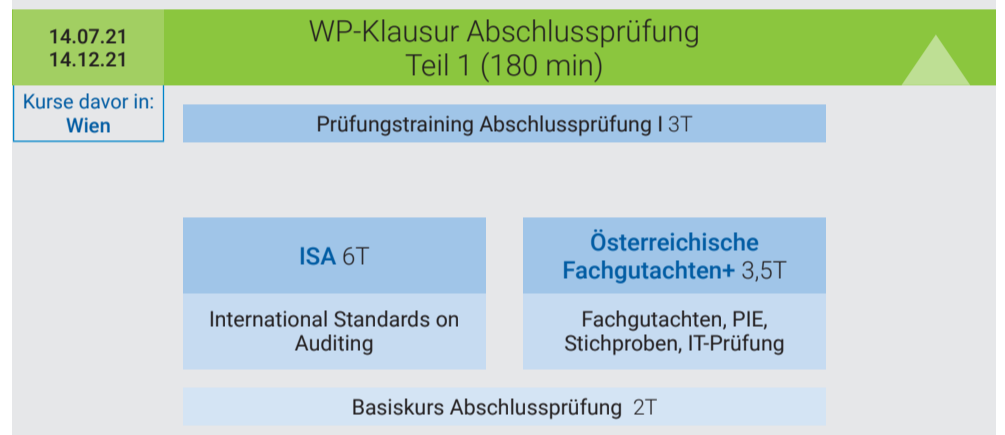 14.07.21
14.12.21
WP-Klausur Abschlussprüfung
Teil 1 (180 min)
Kurse davor in:
Wien
Prüfungstraining Abschlussprüfung I 3T
ISA 6T
International Standards on
Auditing
Österreichische
Fachgutachten+ 3,5T
Fachgutachten, PIE,
Stichproben, IT-Prüfung
Basiskurs Abschlussprüfung 2T